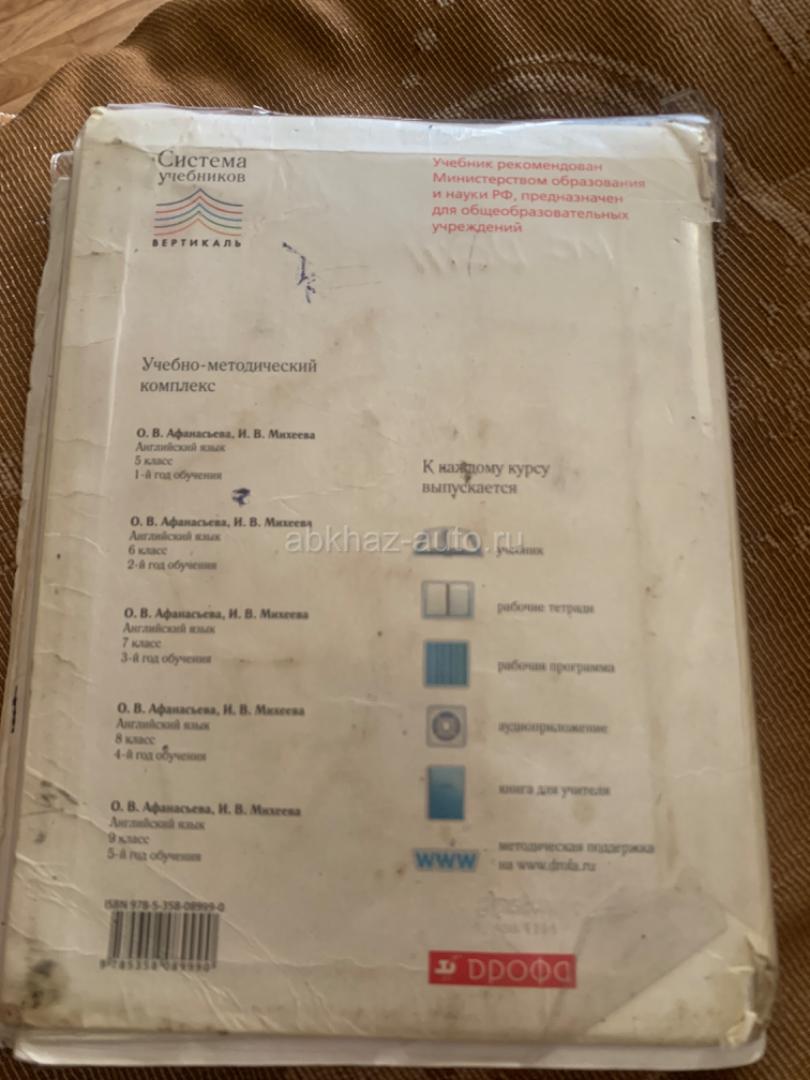 Система
учебников
ВЕРТИКАЛЬ
Учебник рекомендован
Министерством образования
и науки РФ, предназначен
для общеобразовательных
учреждений
Учебно-методический
комплекс
О. В. Афанасьева, И. В. Михеева
Английский язык
5 класс
1-й год обучения
О. В. Афанасьева, И. В. Михеева
Английский язык
6 класс
2-й год обучения
О. В. Афанасьева, И. В. Михеева
Английский язык
7 класс
3-й год обучения
О. В. Афанасьева, И. В. Михеева
Английский язык
8 класс
4-й год обучения
О. В. Афанасьева, И. В. Михеева
Английский язык
9 класс
5-й год обучения
К каждому курсу
выпускается
учебник
рабочие тетради
рабочая программа
аудиоприложение
книга для учителя
www
методическая поддержка
на www.drofa.ru
ISBN 978-5-358-08999-0
9 785358 089990
ДРОФА
abkhaz-auto.ru